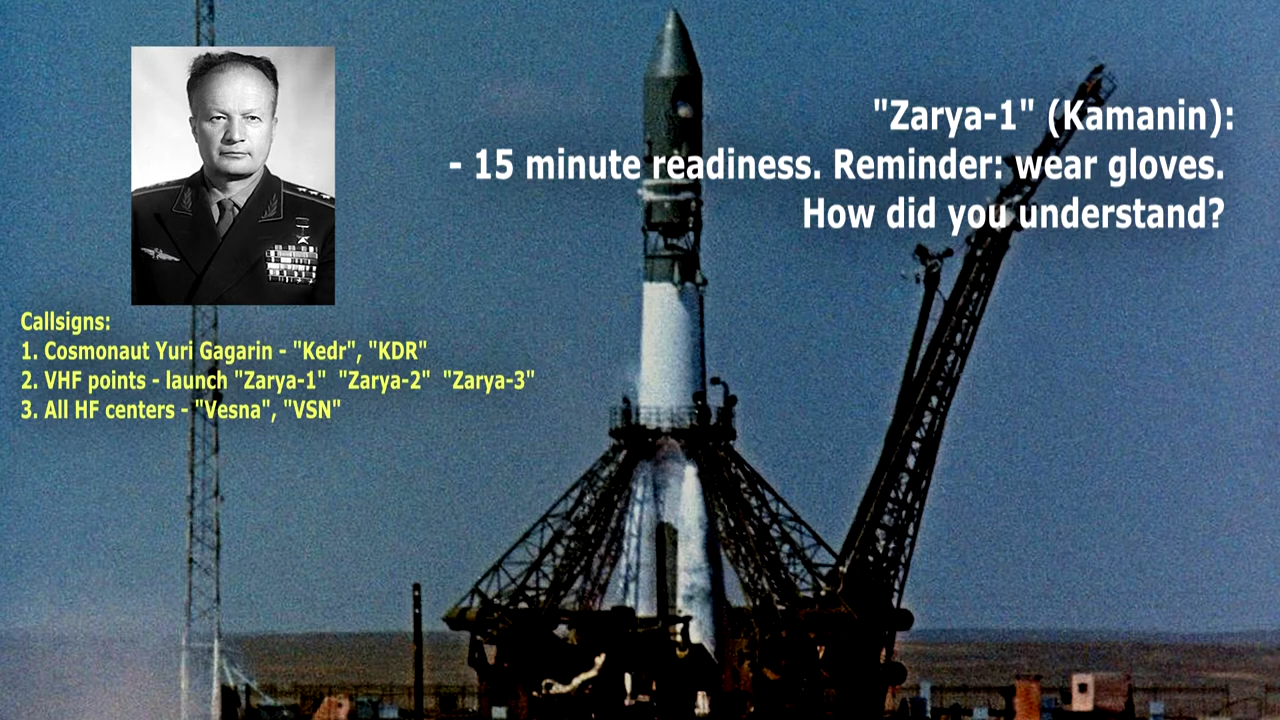 "Zarya-1" (Kamanin):
- 15 minute readiness. Reminder: wear gloves.
How did you understand?
Callsigns:
1. Cosmonaut Yuri Gagarin - "Kedr", "KDR"
2. VHF points - launch "Zarya-1" "Zarya-2" "Zarya-3"
3. All HF centers - "Vesna", "VSN"